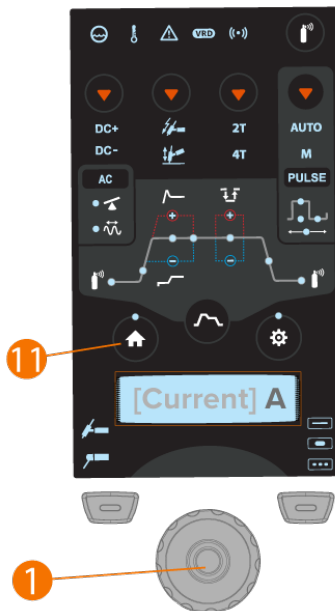 VRD
DC+
2T
AUTO
DC-
4T
M
AC
PULSE
11
[Current] A
1